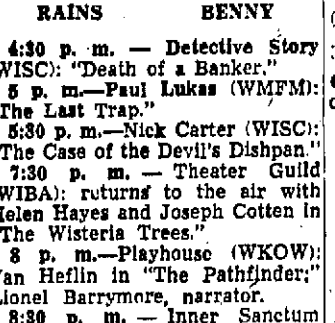 RAINS BENNY
4:30 p. m. — Detective Story
WISC): "Death of a Banker."
5 p. m.—Paul Lukas (WMFM):
The Last Trap."
5:30 p. m.—Nick Carter (WISC):
The Case of the Devil's Dishpan."
7:30 p. m. — Theater Guild
WIBA): returns to the air with
elen Hayes and Joseph Cotten in
The Wisteria Trees."
8 p. m.—Playhouse (WKOW):
an Heflin in "The Pathfinder;"
ionel Barrymore, narrator.
8:30 p. m. — Inner Sanctum